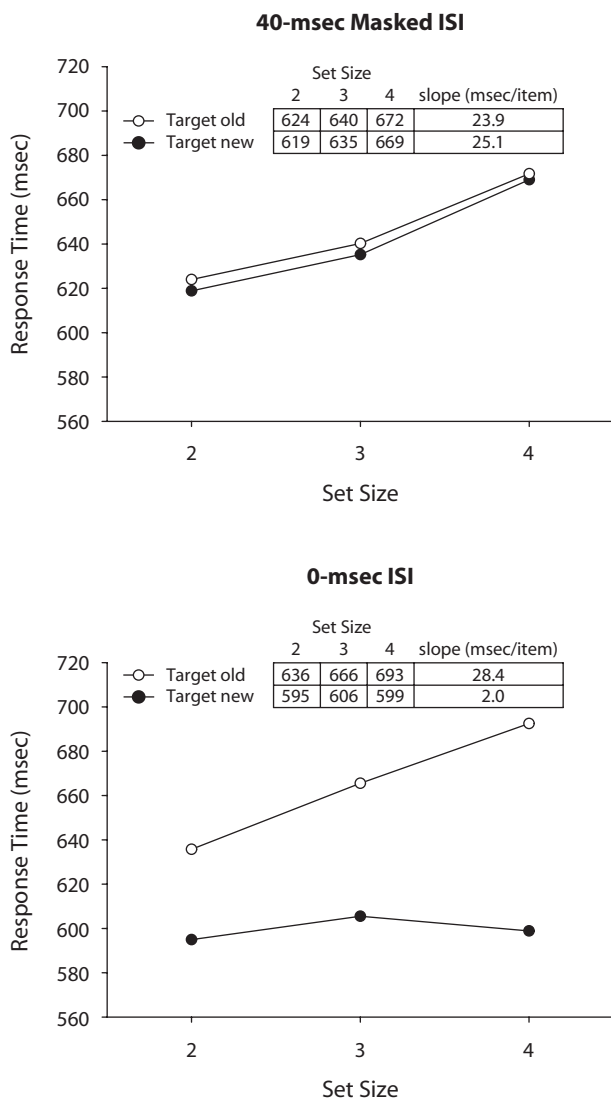 40-msec Masked ISI
Set Size
2 3 4 slope (msec/item)
Target old 624 640 672 23.9
Target new 619 635 669 25.1
720
700
680
660
640
620
600
580
560
Response Time (msec)
2 3 4
Set Size
0-msec ISI
Set Size
2 3 4 slope (msec/item)
Target old 636 666 693 28.4
Target new 595 606 599 2.0
720
700
680
660
640
620
600
580
560
Response Time (msec)
2 3 4
Set Size